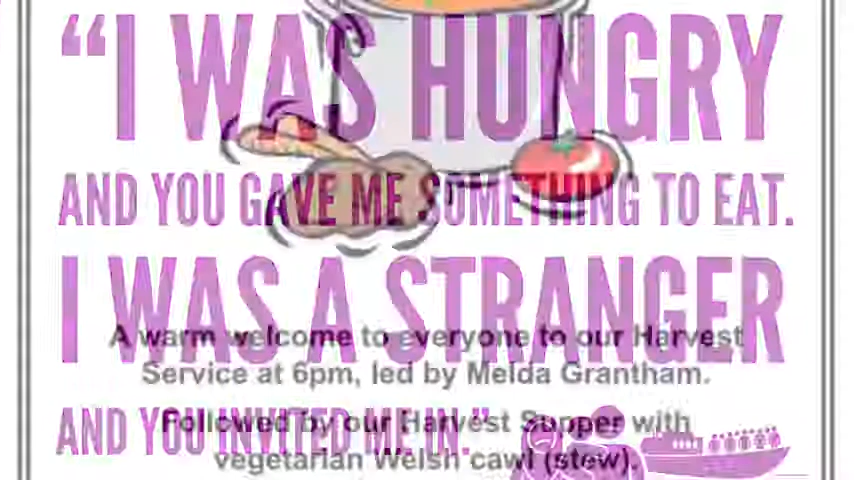 “I WAS HUNGRY
AND YOU GAVE ME SOMETHING TO EAT.
I WAS A STRANGER
A warm welcome to everyone to our Harvest
Service at 6pm, led by Melda Grantham.
AND YOU INVITED ME IN.”
Followed by our Harvest Supper with
vegetarian Welsh cawl (stew).